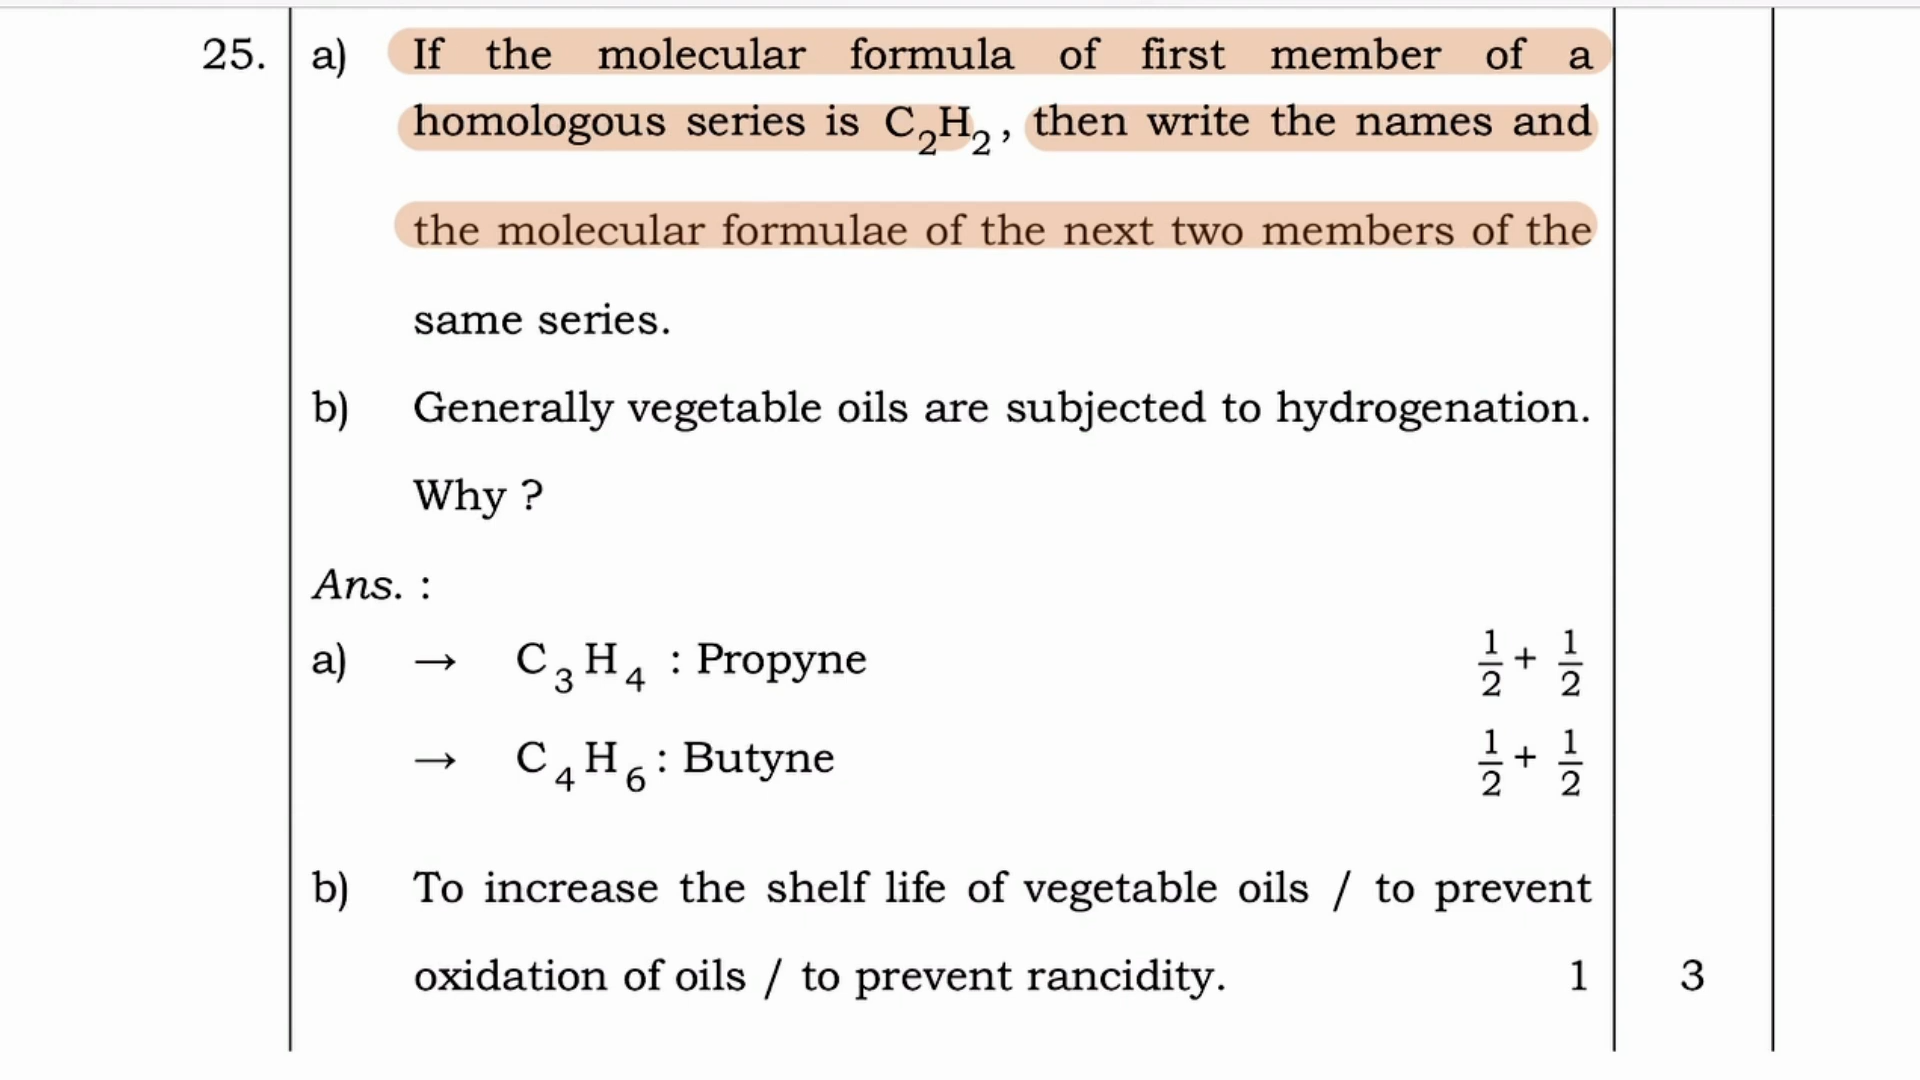 25. a) If the molecular formula of first member of a
homologous series is C₂H₂, then write the names and
the molecular formulae of the next two members of the
same series.
b) Generally vegetable oils are subjected to hydrogenation.
Why ?
Ans. :
a) → C₃H₄ : Propyne 1/2 + 1/2
→ C₄H₆ : Butyne 1/2 + 1/2
b) To increase the shelf life of vegetable oils / to prevent
oxidation of oils / to prevent rancidity. 1 3